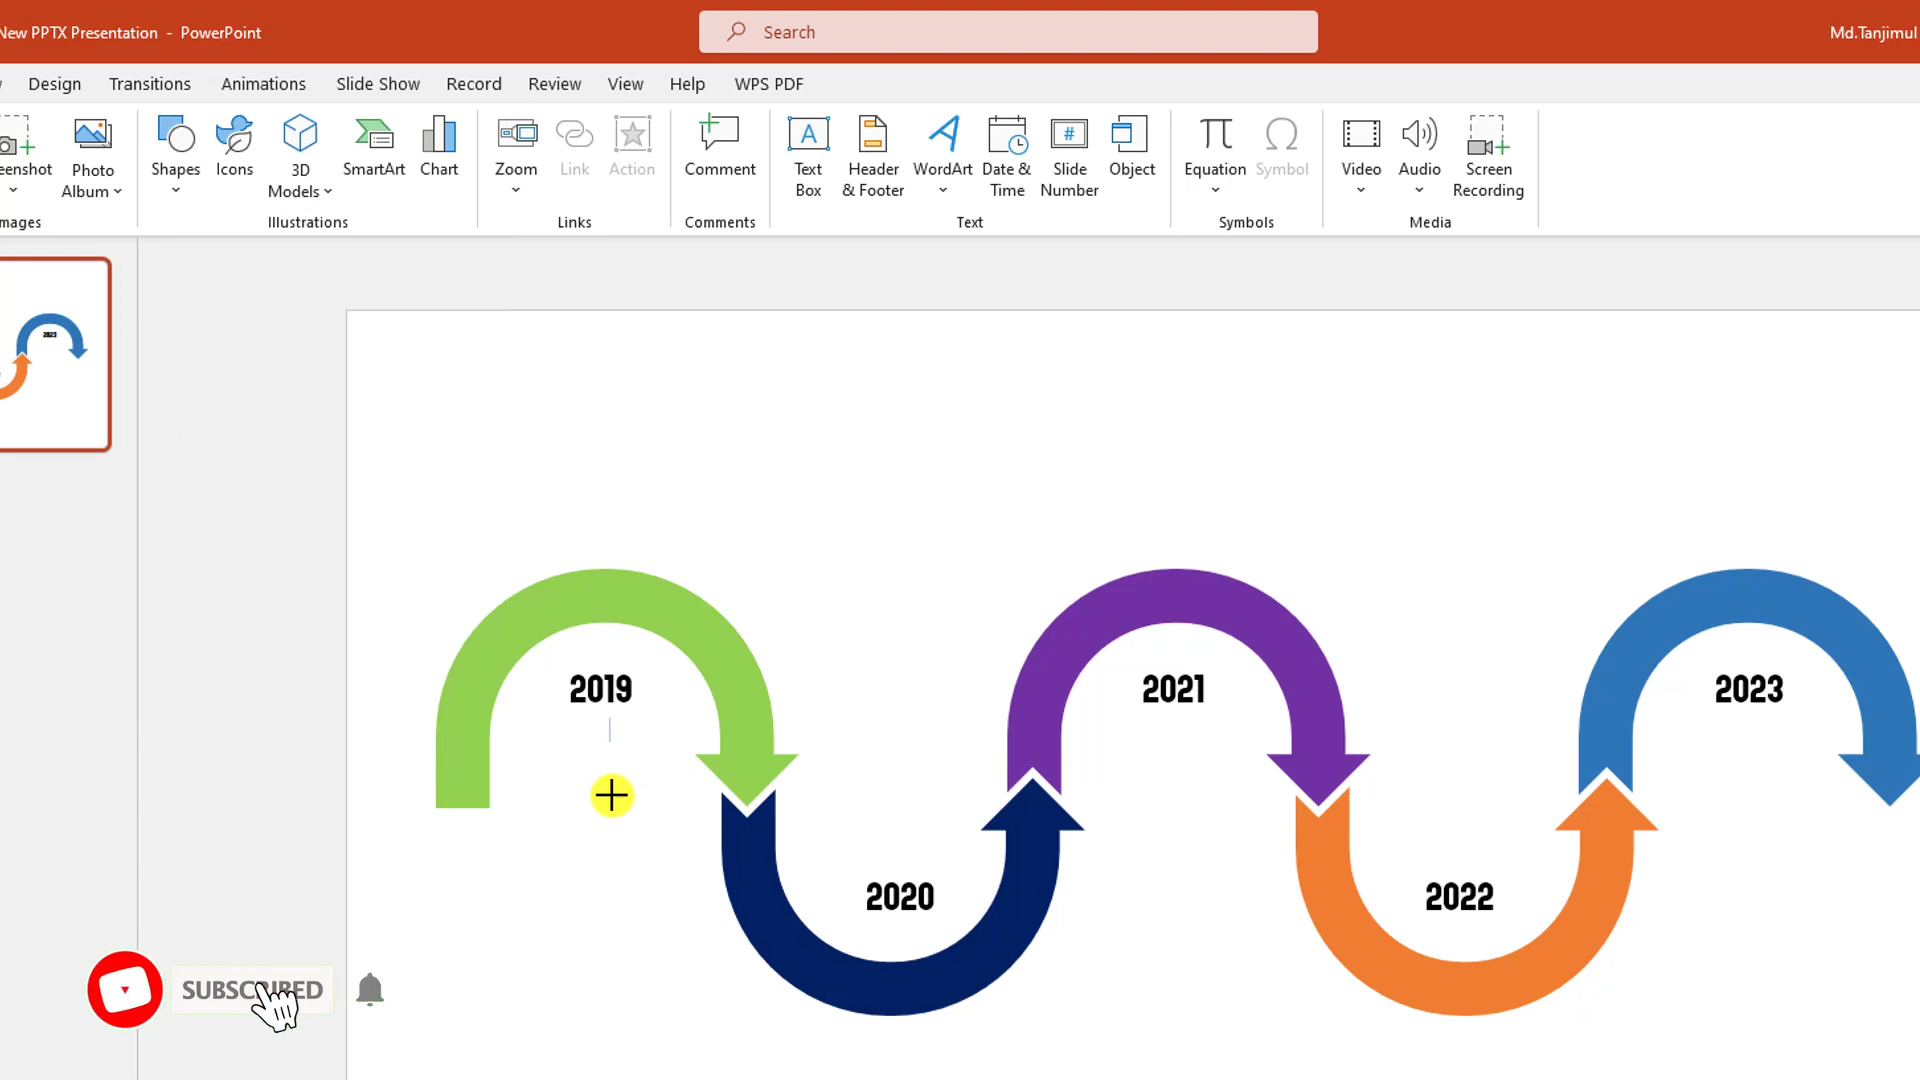 New PPTX Presentation - PowerPoint
Search
Md.Tanjimul
Design Transitions Animations Slide Show Record Review View Help WPS PDF
eenshot
Photo
Album
Shapes
Icons
3D
Models
SmartArt
Chart
Zoom
Link
Action
Comment
Text
Box
Header
& Footer
WordArt
Date &
Time
Slide
Number
Object
Equation
Symbol
Video
Audio
Screen
Recording
mages
Illustrations
Links
Comments
Text
Symbols
Media
2023
2019
2021
2023
2020
2022
SUBSCRIBED